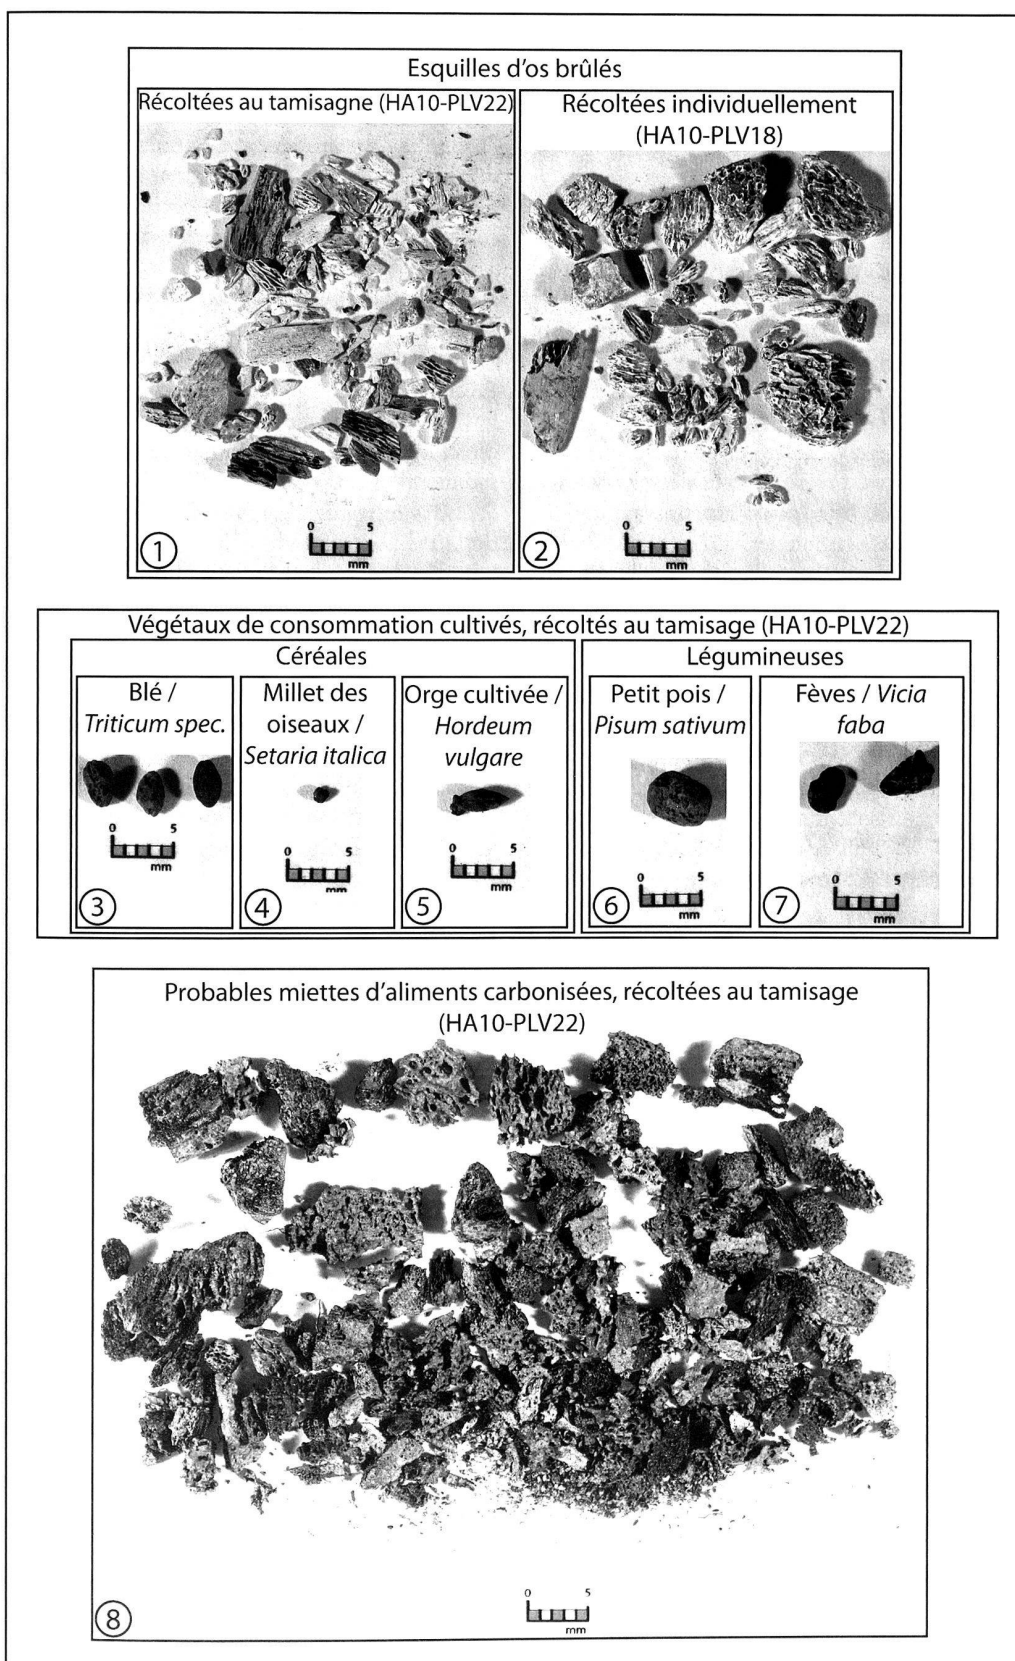 Esquilles d'os brûlés
Récoltées au tamisagne (HA10-PLV22)
0 5
mm
1
Récoltées individuellement
(HA10-PLV18)
0 5
mm
2
Végétaux de consommation cultivés, récoltés au tamisage (HA10-PLV22)
Céréales
Blé /
Triticum spec.
0 5
mm
3
Millet des
oiseaux /
Setaria italica
0 5
mm
4
Orge cultivée /
Hordeum
vulgare
0 5
mm
5
Légumineuses
Petit pois /
Pisum sativum
0 5
mm
6
Fèves / Vicia
faba
0 5
mm
7
Probables miettes d'aliments carbonisées, récoltées au tamisage
(HA10-PLV22)
0 5
mm
8